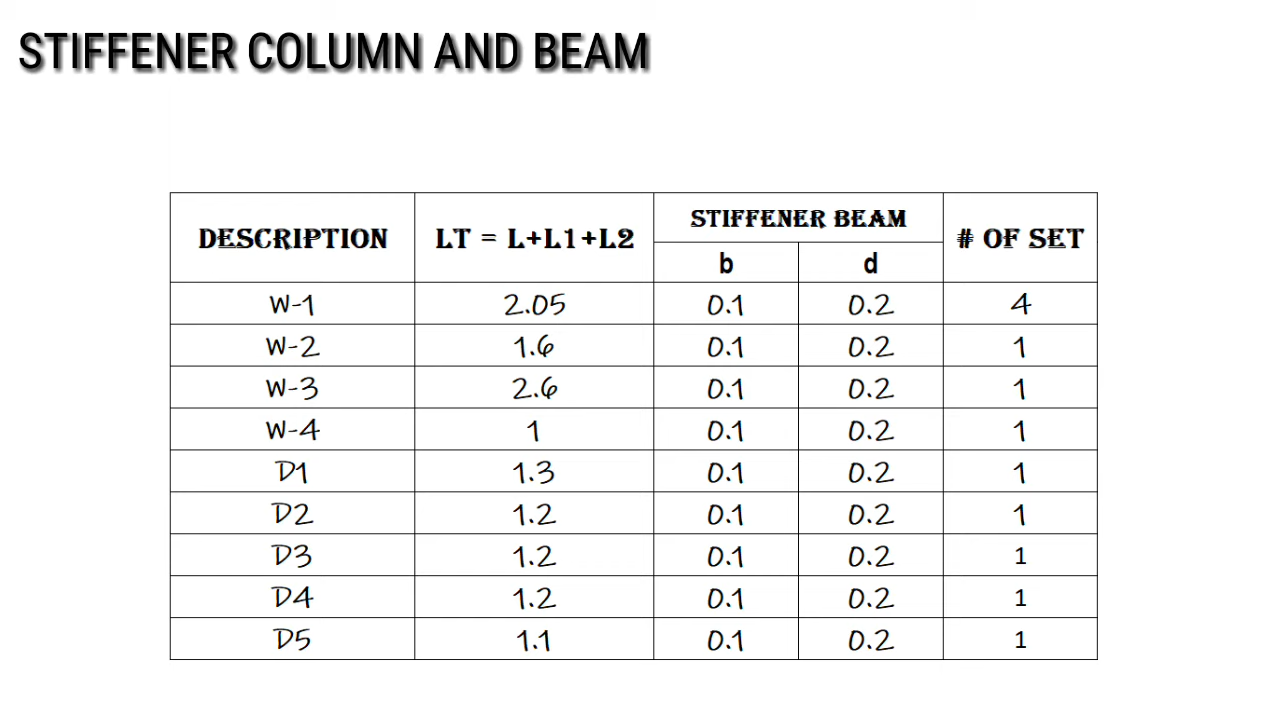 STIFFENER COLUMN AND BEAM
DESCRIPTION LT = L+L1+L2 STIFFENER BEAM # OF SET
b d
W-1 2.05 0.1 0.2 4
W-2 1.6 0.1 0.2 1
W-3 2.6 0.1 0.2 1
W-4 1 0.1 0.2 1
D1 1.3 0.1 0.2 1
D2 1.2 0.1 0.2 1
D3 1.2 0.1 0.2 1
D4 1.2 0.1 0.2 1
D5 1.1 0.1 0.2 1